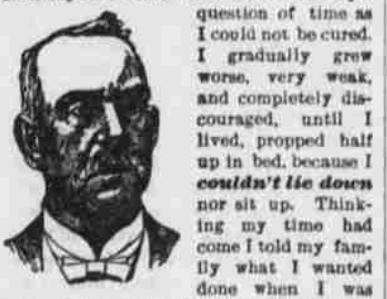 question of time as
I could not be cured.
I gradually grew
worse, very weak,
and completely dis-
couraged, until I
lived, propped half
up in bed, because I
couldn't lie down
nor sit up. Think-
ing my time had
come I told my fam-
ily what I wanted
done when I was